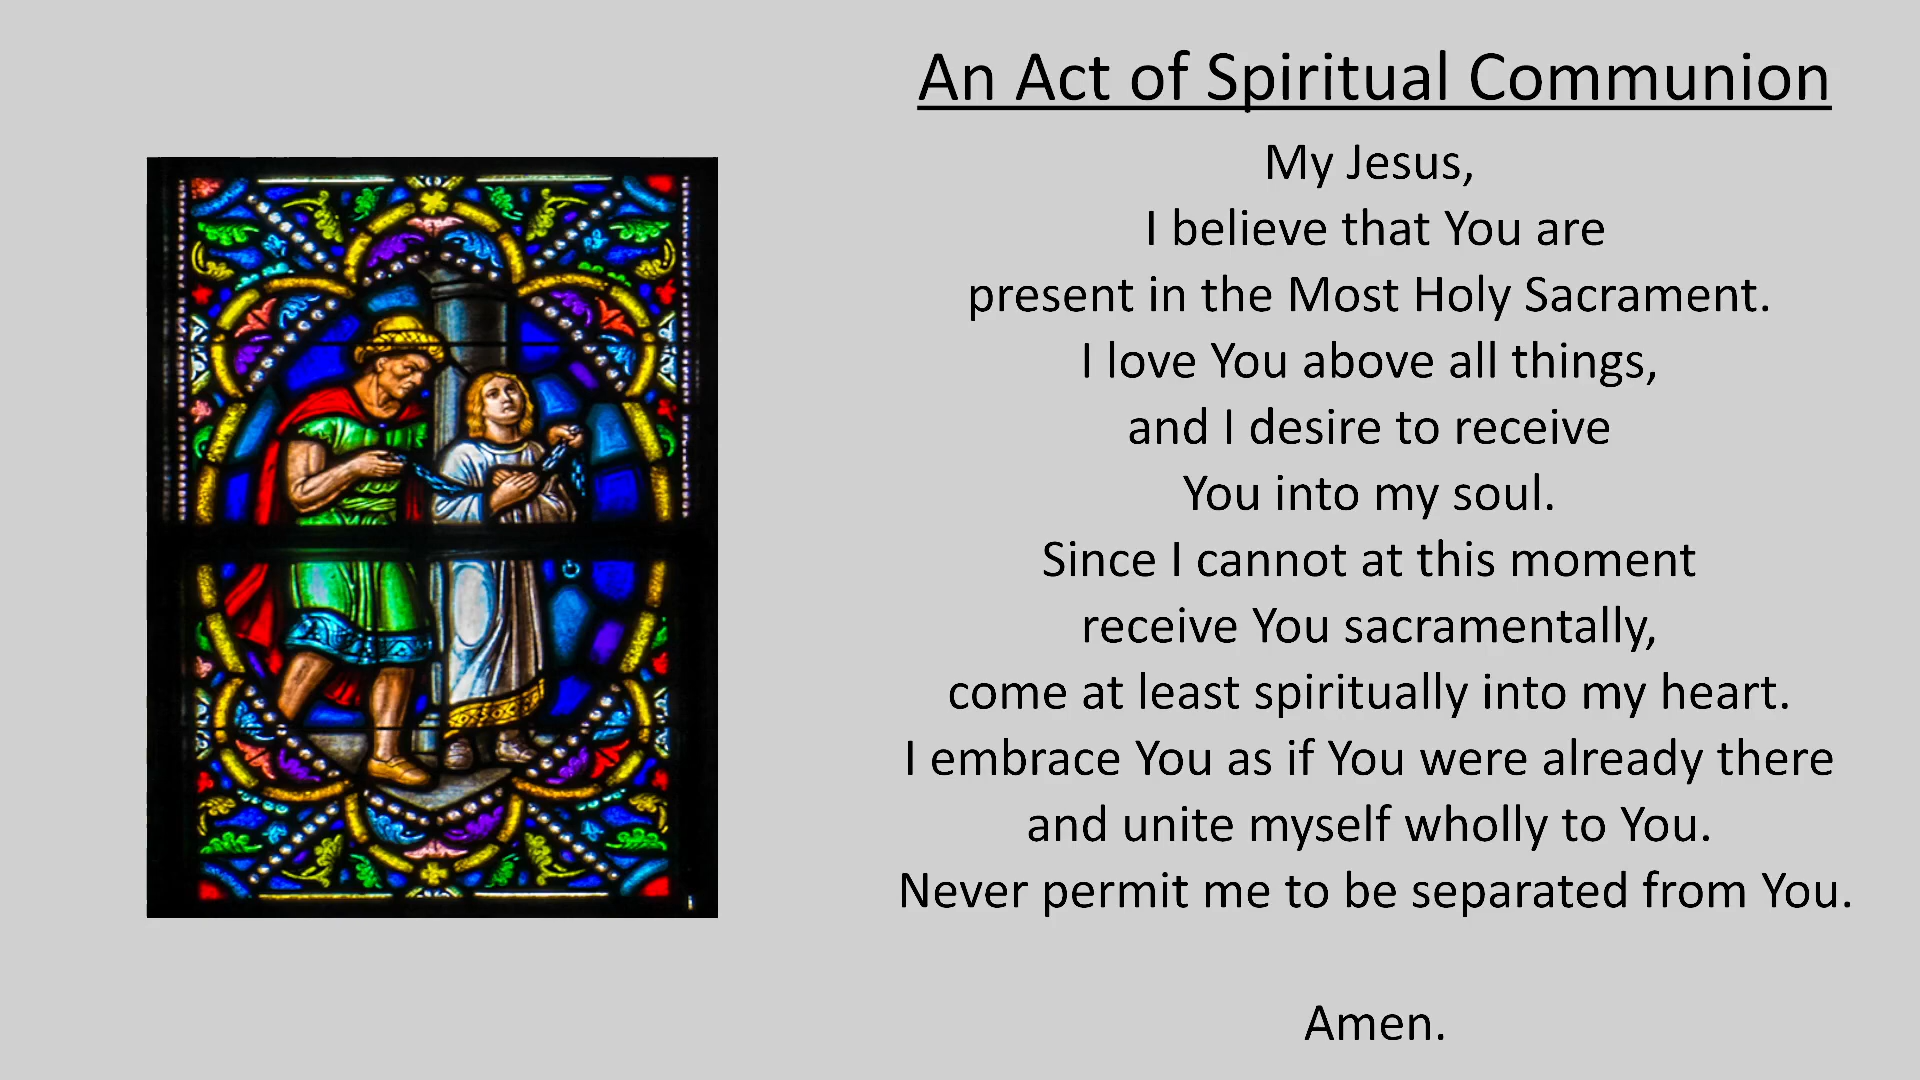 An Act of Spiritual Communion
My Jesus,
I believe that You are
present in the Most Holy Sacrament.
I love You above all things,
and I desire to receive
You into my soul.
Since I cannot at this moment
receive You sacramentally,
come at least spiritually into my heart.
I embrace You as if You were already there
and unite myself wholly to You.
Never permit me to be separated from You.
Amen.